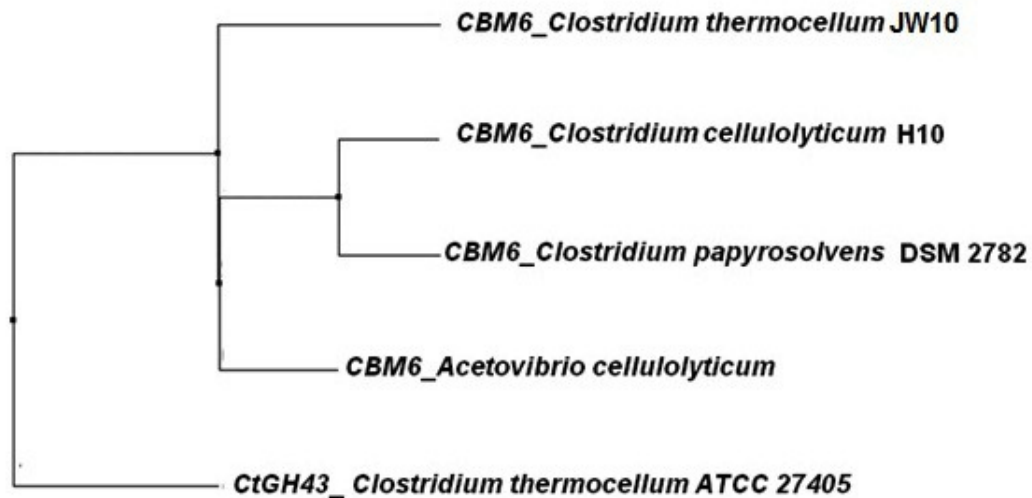 CBM6_Clostridium thermocellum JW10
CBM6_Clostridium cellulolyticum H10
CBM6_Clostridium papyrosolvens DSM 2782
CBM6_Acetovibrio cellulolyticum
CtGH43_ Clostridium thermocellum ATCC 27405